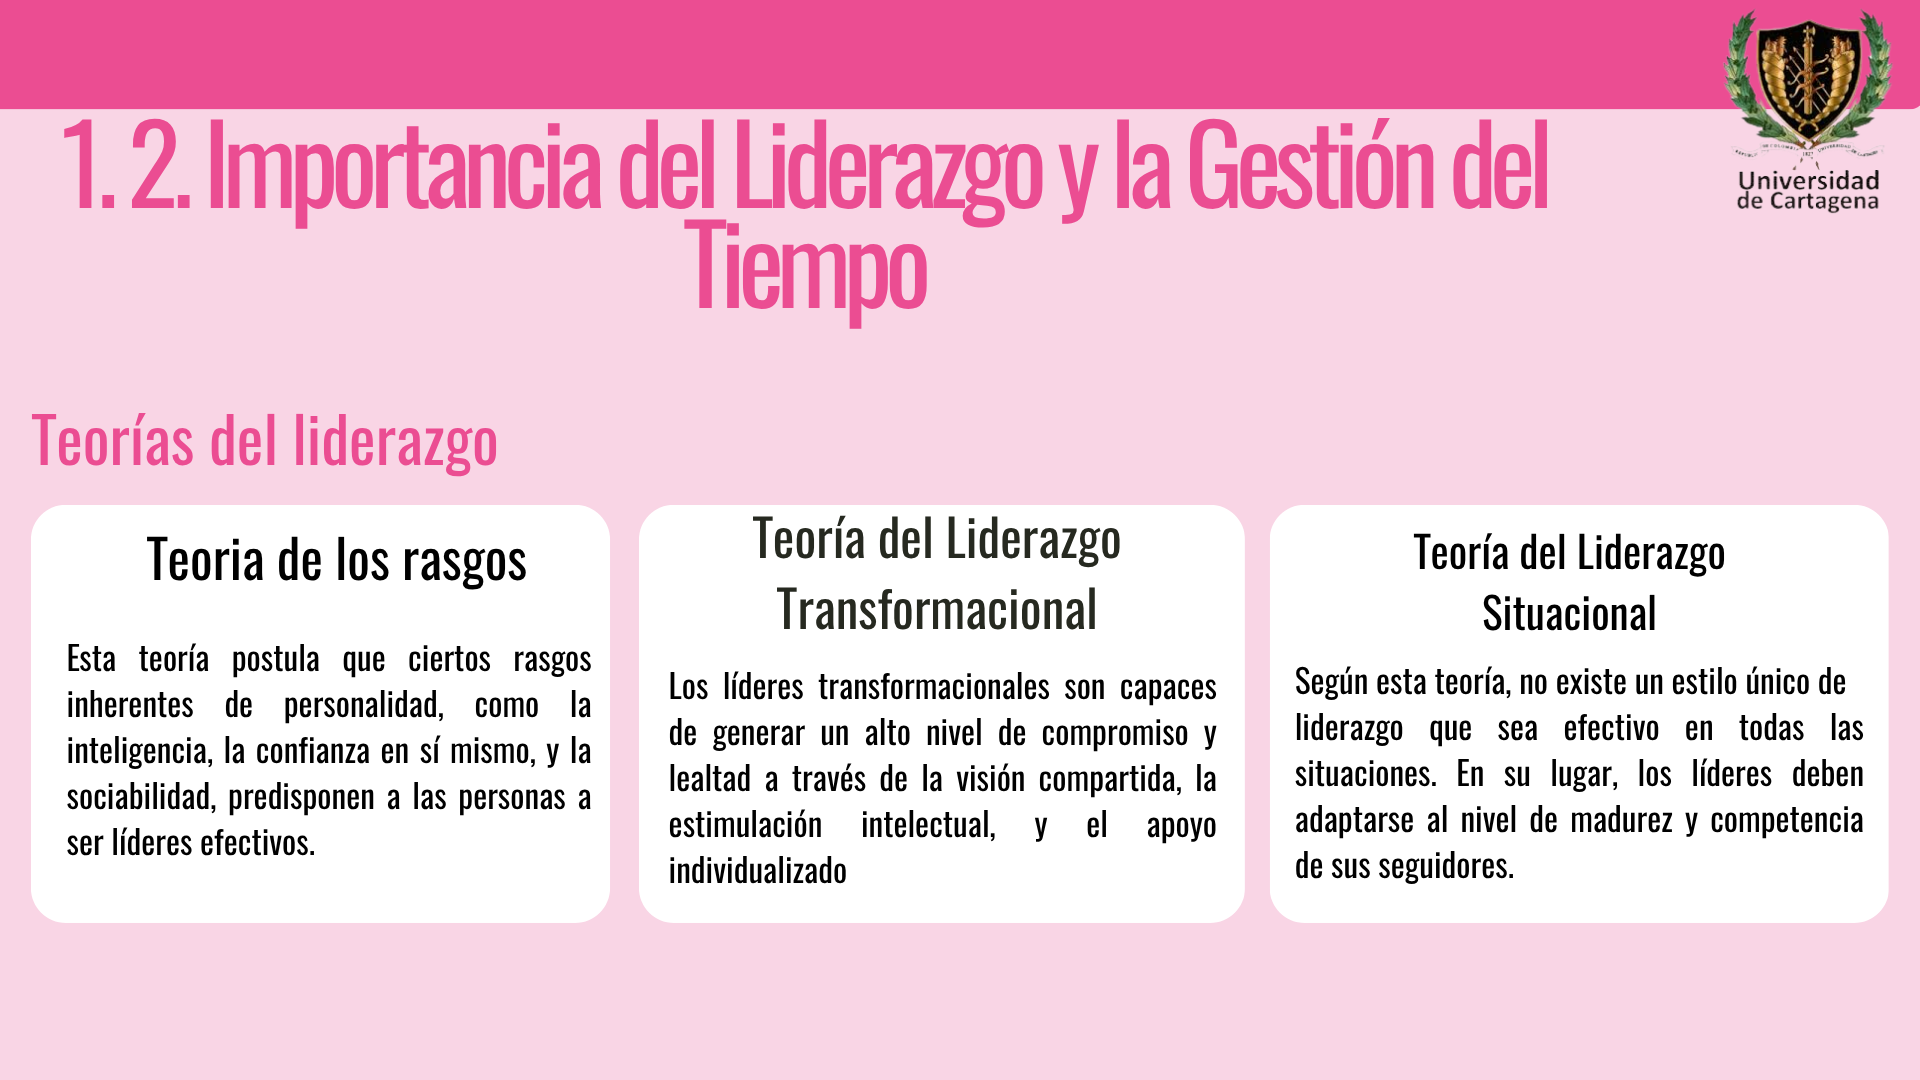 1. 2. Importancia del Liderazgo y la Gestión del
Tiempo
Universidad
de Cartagena
Teorías del liderazgo
Teoria de los rasgos
Esta teoría postula que ciertos rasgos
inherentes de personalidad, como la
inteligencia, la confianza en sí mismo, y la
sociabilidad, predisponen a las personas a
ser líderes efectivos.
Teoría del Liderazgo
Transformacional
Los líderes transformacionales son capaces
de generar un alto nivel de compromiso y
lealtad a través de la visión compartida, la
estimulación intelectual, y el apoyo
individualizado
Teoría del Liderazgo
Situacional
Según esta teoría, no existe un estilo único de
liderazgo que sea efectivo en todas las
situaciones. En su lugar, los líderes deben
adaptarse al nivel de madurez y competencia
de sus seguidores.